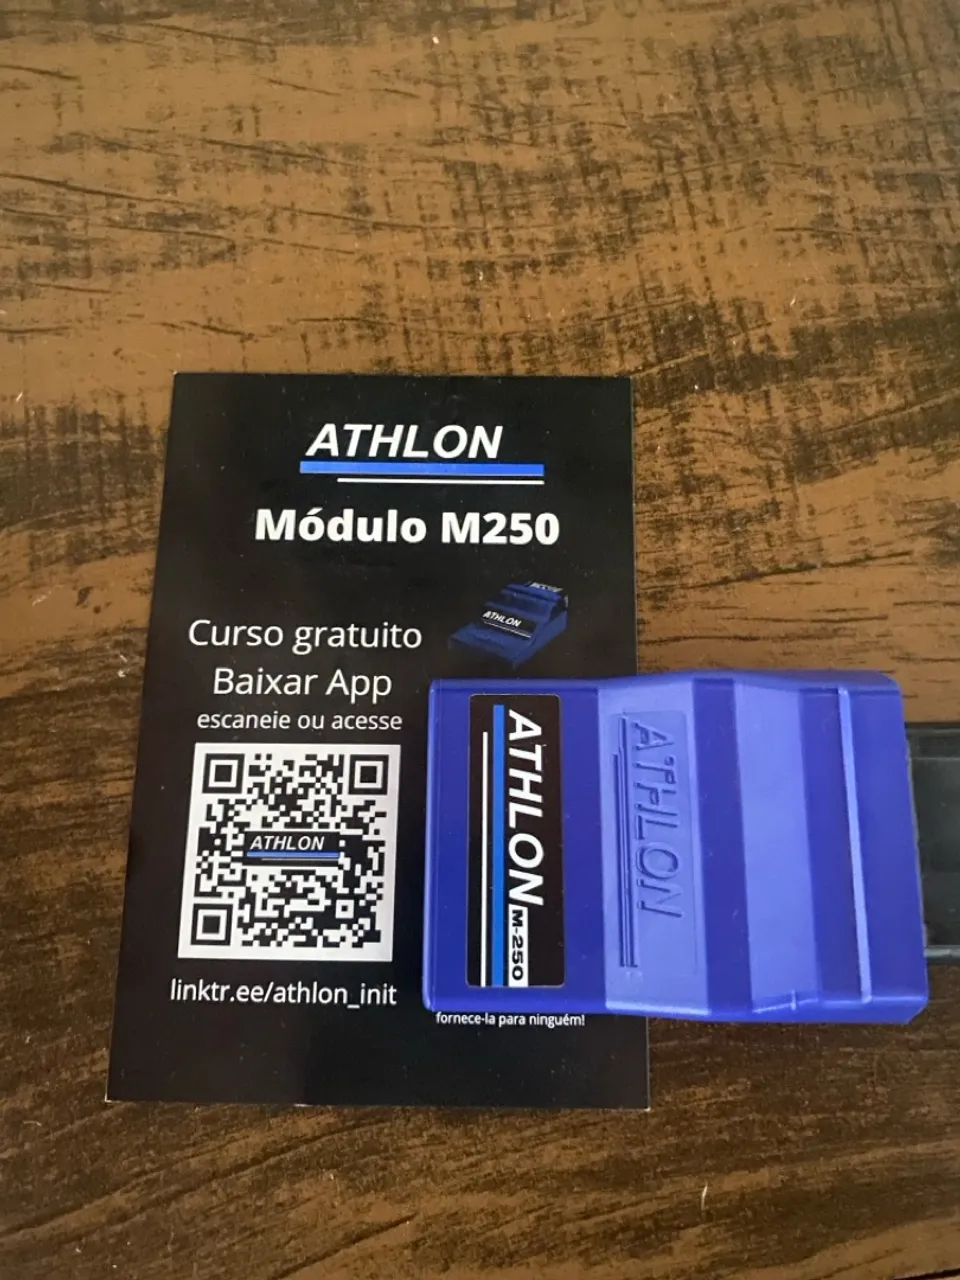 ATHLON
Módulo M250
ATHLON
Curso gratuito
Baixar App
escaneie ou acesse
ATHLON
linktr.ee/athlon_init
fornece-la para ninguém!
ATHLON
M-250
ATHLON